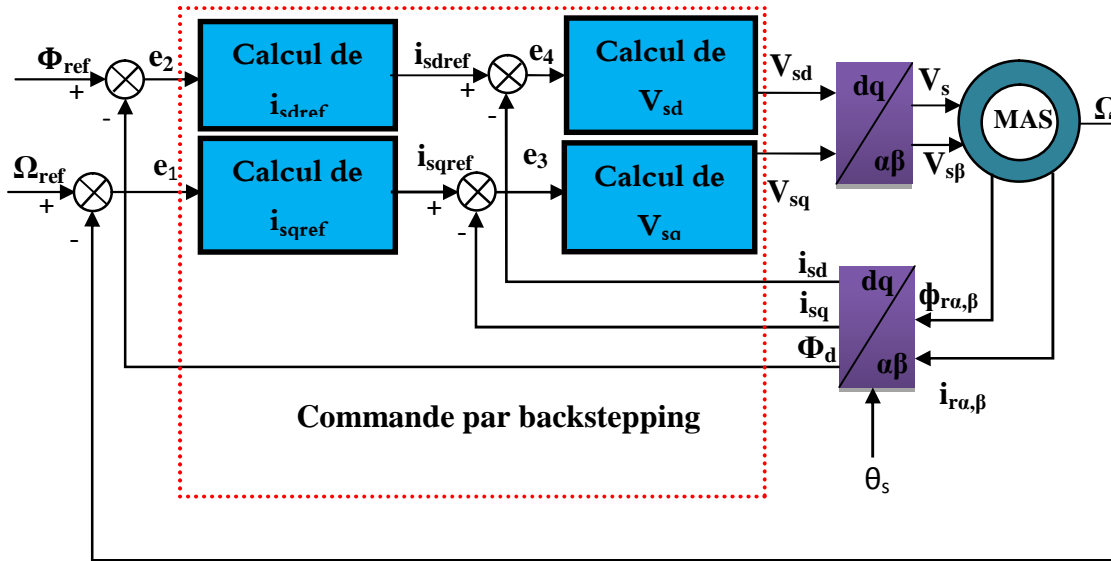 Φref
+
-
e2
Calcul de
isdref
isdref
+
-
e4
Calcul de
Vsd
Vsd
dq
αβ
Vs
Vsβ
MAS
Ω
Ωref
+
-
e1
Calcul de
isqref
isqref
+
-
e3
Calcul de
Vsq
Vsq
isd
isq
Φd
dq
αβ
ϕrα,β
irα,β
θs
Commande par backstepping